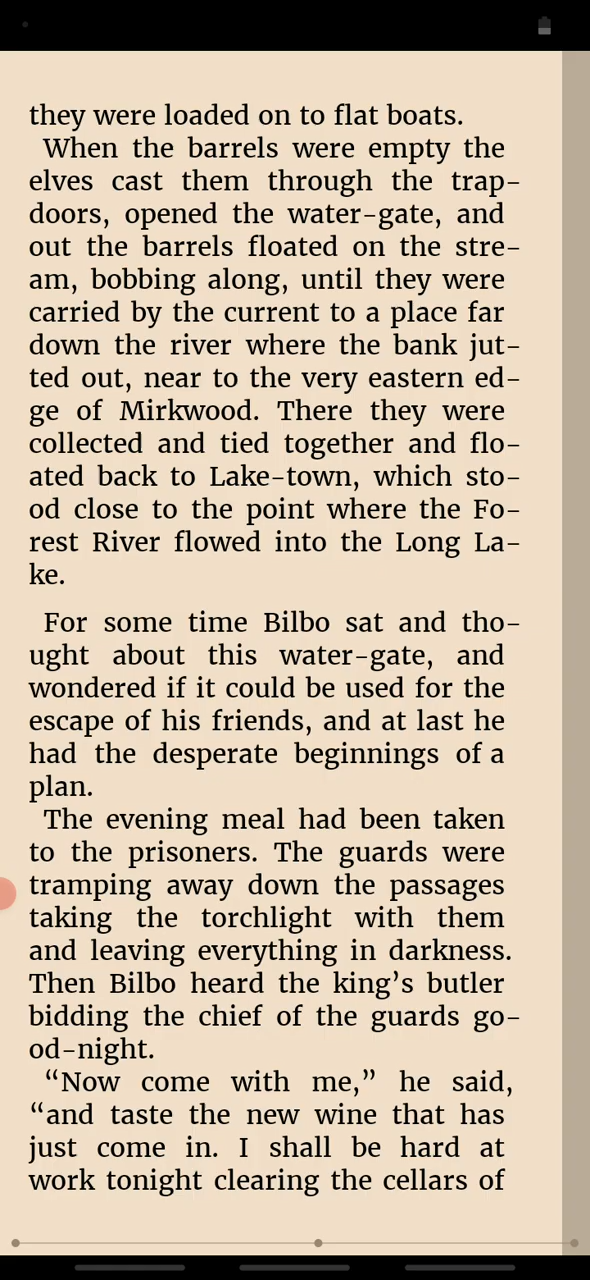 they were loaded on to flat boats.
When the barrels were empty the
elves cast them through the trap-
doors, opened the water-gate, and
out the barrels floated on the stre-
am, bobbing along, until they were
carried by the current to a place far
down the river where the bank jut-
ted out, near to the very eastern ed-
ge of Mirkwood. There they were
collected and tied together and flo-
ated back to Lake-town, which sto-
od close to the point where the Fo-
rest River flowed into the Long La-
ke.
For some time Bilbo sat and tho-
ught about this water-gate, and
wondered if it could be used for the
escape of his friends, and at last he
had the desperate beginnings of a
plan.
The evening meal had been taken
to the prisoners. The guards were
tramping away down the passages
taking the torchlight with them
and leaving everything in darkness.
Then Bilbo heard the king’s butler
bidding the chief of the guards go-
od-night.
“Now come with me,” he said,
“and taste the new wine that has
just come in. I shall be hard at
work tonight clearing the cellars of